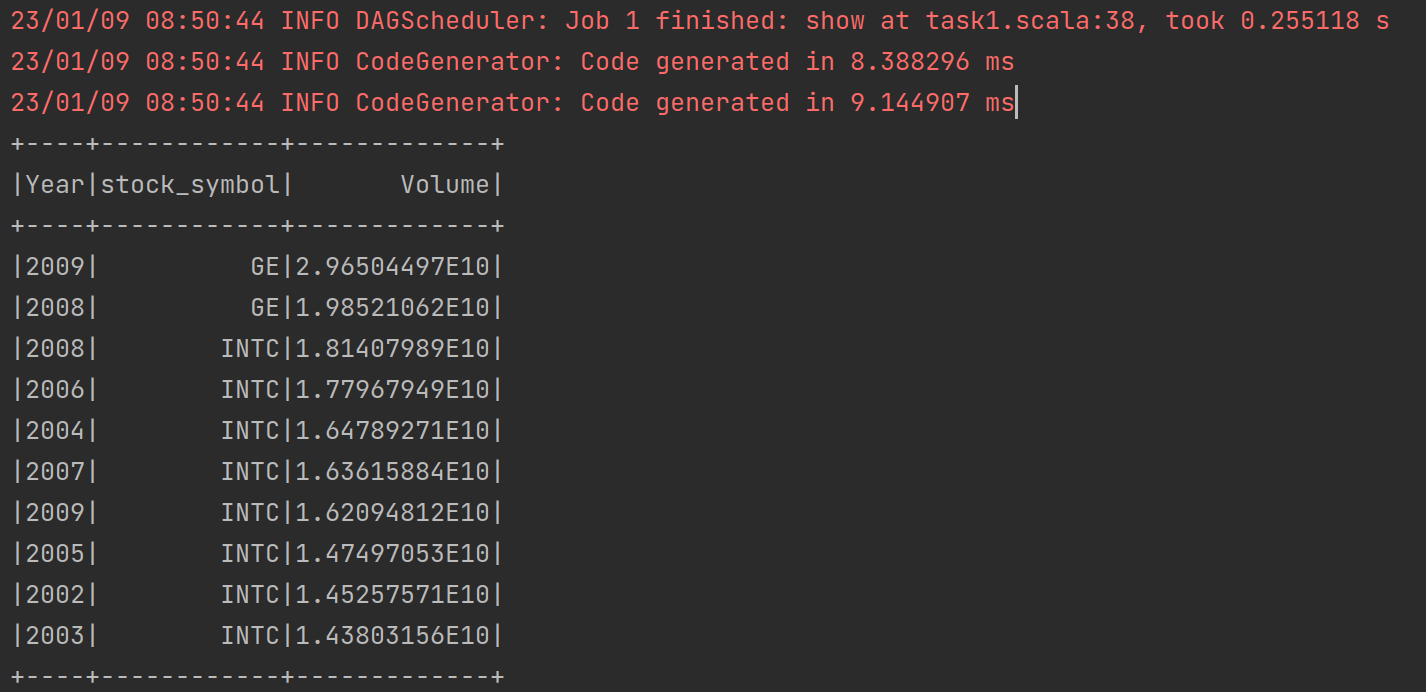 23/01/09 08:50:44 INFO DAGScheduler: Job 1 finished: show at task1.scala:38, took 0.255118 s
23/01/09 08:50:44 INFO CodeGenerator: Code generated in 8.388296 ms
23/01/09 08:50:44 INFO CodeGenerator: Code generated in 9.144907 ms
+----+------------+-------------+
|Year|stock_symbol|       Volume|
+----+------------+-------------+
|2009|          GE|2.96504497E10|
|2008|          GE|1.98521062E10|
|2008|        INTC|1.81407989E10|
|2006|        INTC|1.77967949E10|
|2004|        INTC|1.64789271E10|
|2007|        INTC|1.63615884E10|
|2009|        INTC|1.62094812E10|
|2005|        INTC|1.47497053E10|
|2002|        INTC|1.45257571E10|
|2003|        INTC|1.43803156E10|
+----+------------+-------------+